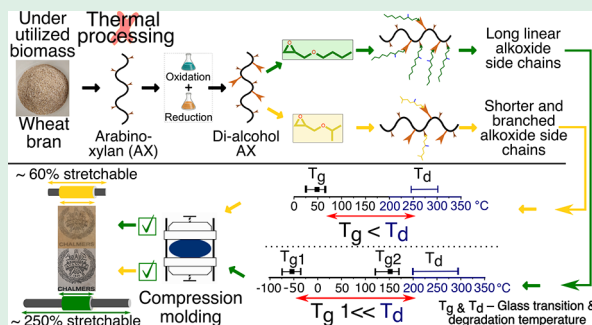 Under
utilized
biomass
Wheat
bran
Thermal
processing
Arabino-
xylan (AX)
Oxidation
+
Reduction
Di-alcohol
AX
O
O
O
O
Long linear
alkoxide
side chains
Shorter and
branched
alkoxide side
chains
~ 60% stretchable
CHALMERS
CHALMERS
~ 250% stretchable
Compression
molding
Tg
Td
0 50 100 150 200 250 300 350 °C
Tg < Td
Tg1
Tg2
Td
-100 -50 0 50 100 150 200 250 300 350 °C
Tg 1<< Td
Tg & Td – Glass transition &
degradation temperature